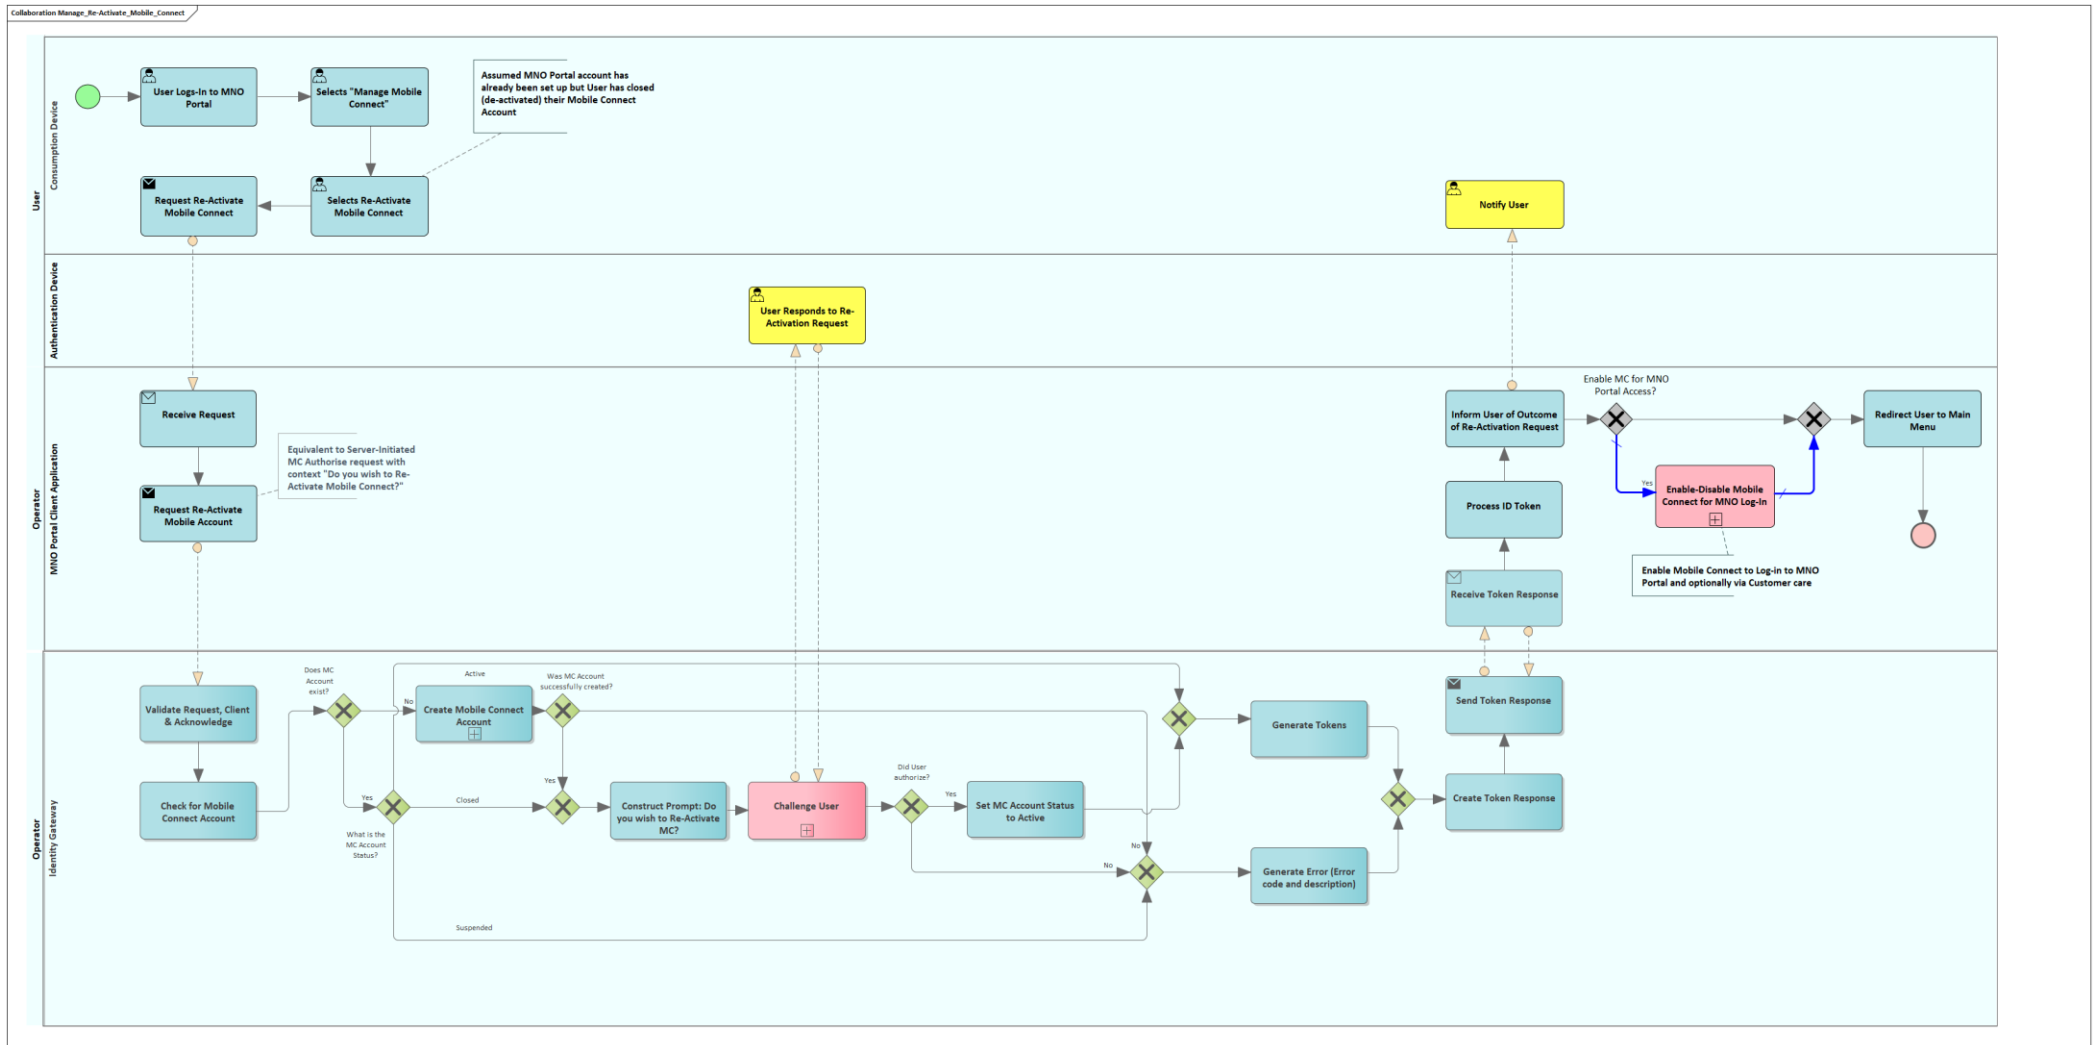 Collaboration Manage_Re-Activate_Mobile_Connect
User
Consumption Device
User Logs-In to MNO
Portal
Selects "Manage Mobile
Connect"
Assumed MNO Portal account has
already been set up but User has closed
(de-activated) their Mobile Connect
Account
Request Re-Activate
Mobile Connect
Selects Re-Activate
Mobile Connect
Notify User
Authentication Device
User Responds to Re-
Activation Request
Operator
MNO Portal Client Application
Receive Request
Equivalent to Server-Initiated
MC Authorise request with
context "Do you wish to Re-
Activate Mobile Connect?"
Request Re-Activate
Mobile Account
Inform User of Outcome
of Re-Activation Request
Enable MC for MNO
Portal Access?
Redirect User to Main
Menu
Yes
Enable-Disable Mobile
Connect for MNO Log-In
Process ID Token
Enable Mobile Connect to Log-in to MNO
Portal and optionally via Customer care
Receive Token Response
Operator
Identity Gateway
Validate Request, Client
& Acknowledge
Check for Mobile
Connect Account
Does MC
Account
exist?
No
Yes
Active
Create Mobile Connect
Account
Was MC Account
successfully created?
Yes
Closed
What is the
MC Account
Status?
Suspended
Construct Prompt: Do
you wish to Re-Activate
MC?
Challenge User
Did User
authorize?
Yes
Set MC Account Status
to Active
No
No
Generate Tokens
Generate Error (Error
code and description)
Send Token Response
Create Token Response